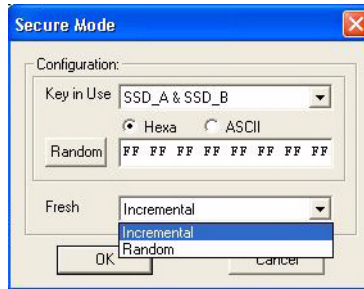 Secure Mode
Configuration:
Key in Use SSD_A & SSD_B
Hexa ASCII
Random FF FF FF FF FF FF FF FF
Fresh Incremental
Incremental
Random
OK Cancel